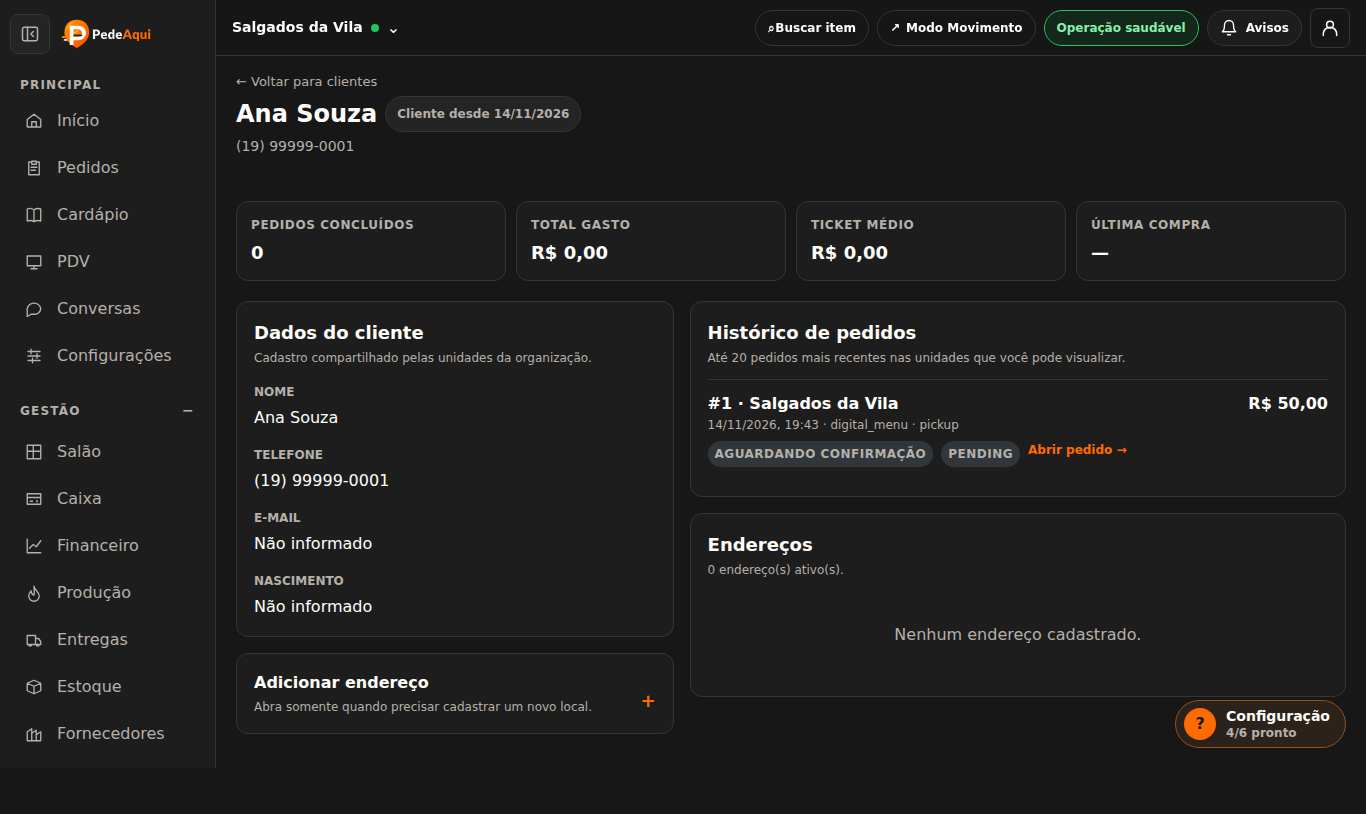 PedeAqui
Salgados da Vila
Buscar item
↗ Modo Movimento
Operação saudável
Avisos
PRINCIPAL
Início
Pedidos
Cardápio
PDV
Conversas
Configurações
GESTÃO −
Salão
Caixa
Financeiro
Produção
Entregas
Estoque
Fornecedores
← Voltar para clientes
Ana Souza
Cliente desde 14/11/2026
(19) 99999-0001
PEDIDOS CONCLUÍDOS
0
TOTAL GASTO
R$ 0,00
TICKET MÉDIO
R$ 0,00
ÚLTIMA COMPRA
—
Dados do cliente
Cadastro compartilhado pelas unidades da organização.
NOME
Ana Souza
TELEFONE
(19) 99999-0001
E-MAIL
Não informado
NASCIMENTO
Não informado
Adicionar endereço
Abra somente quando precisar cadastrar um novo local.
+
Histórico de pedidos
Até 20 pedidos mais recentes nas unidades que você pode visualizar.
#1 · Salgados da Vila R$ 50,00
14/11/2026, 19:43 · digital_menu · pickup
AGUARDANDO CONFIRMAÇÃO PENDING Abrir pedido →
Endereços
0 endereço(s) ativo(s).
Nenhum endereço cadastrado.
?
Configuração
4/6 pronto